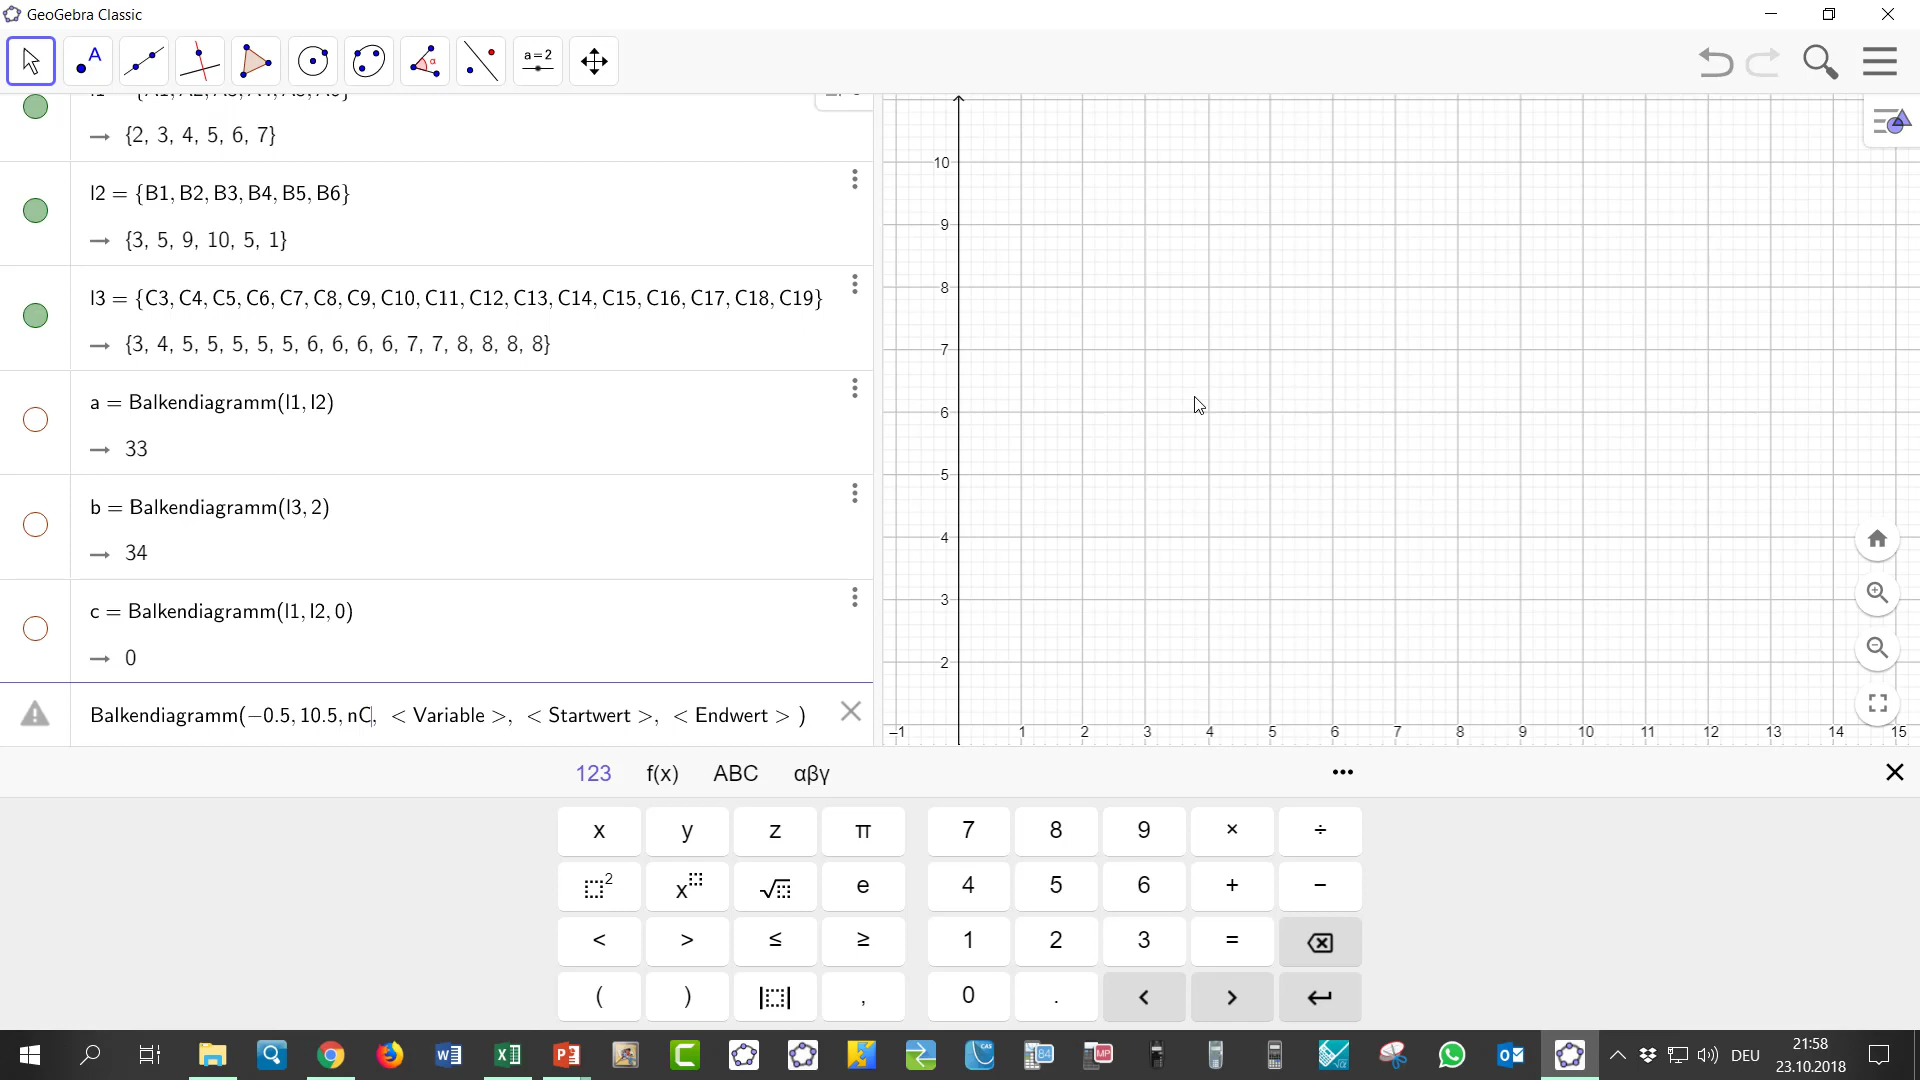 GeoGebra Classic
A
α
a=2
→ {2, 3, 4, 5, 6, 7}
l2 = {B1, B2, B3, B4, B5, B6}
→ {3, 5, 9, 10, 5, 1}
l3 = {C3, C4, C5, C6, C7, C8, C9, C10, C11, C12, C13, C14, C15, C16, C17, C18, C19}
→ {3, 4, 5, 5, 5, 5, 5, 6, 6, 6, 6, 7, 7, 8, 8, 8, 8}
a = Balkendiagramm(l1, l2)
→ 33
b = Balkendiagramm(l3, 2)
→ 34
c = Balkendiagramm(l1, l2, 0)
→ 0
Balkendiagramm(−0.5, 10.5, nC, < Variable >, < Startwert >, < Endwert > )
10
9
8
7
6
5
4
3
2
−1 1 2 3 4 5 6 7 8 9 10 11 12 13 14 15
123 f(x) ABC αβγ
x y z π 7 8 9 × ÷
2 x √ e 4 5 6 + −
< > ≤ ≥ 1 2 3 =
( ) | | , 0 . < >
DEU
21:58
23.10.2018